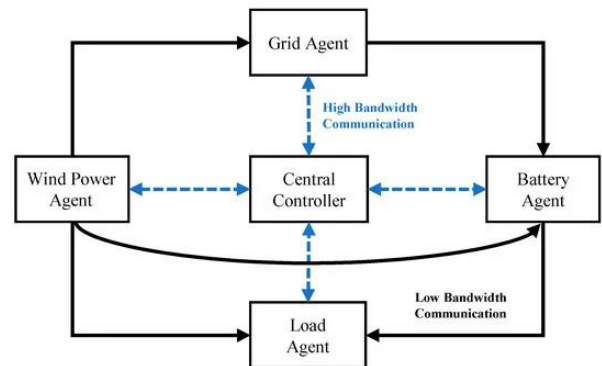 Grid Agent
High Bandwidth
Communication
Wind Power
Agent
Central
Controller
Battery
Agent
Low Bandwidth
Communication
Load
Agent